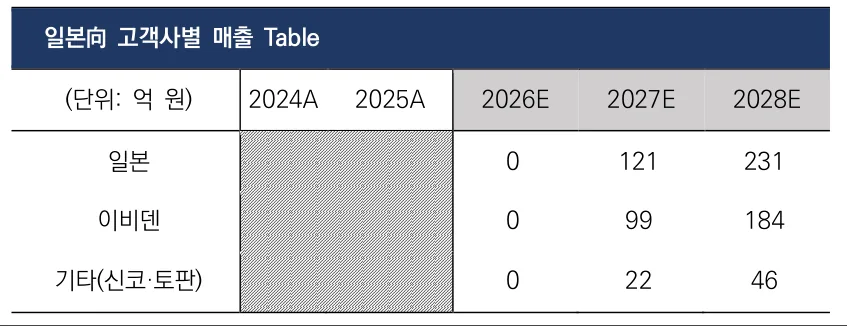 일본向 고객사별 매출 Table
(단위: 억 원) 2024A 2025A 2026E 2027E 2028E
일본 0 121 231
이비덴 0 99 184
기타(신코·토판) 0 22 46